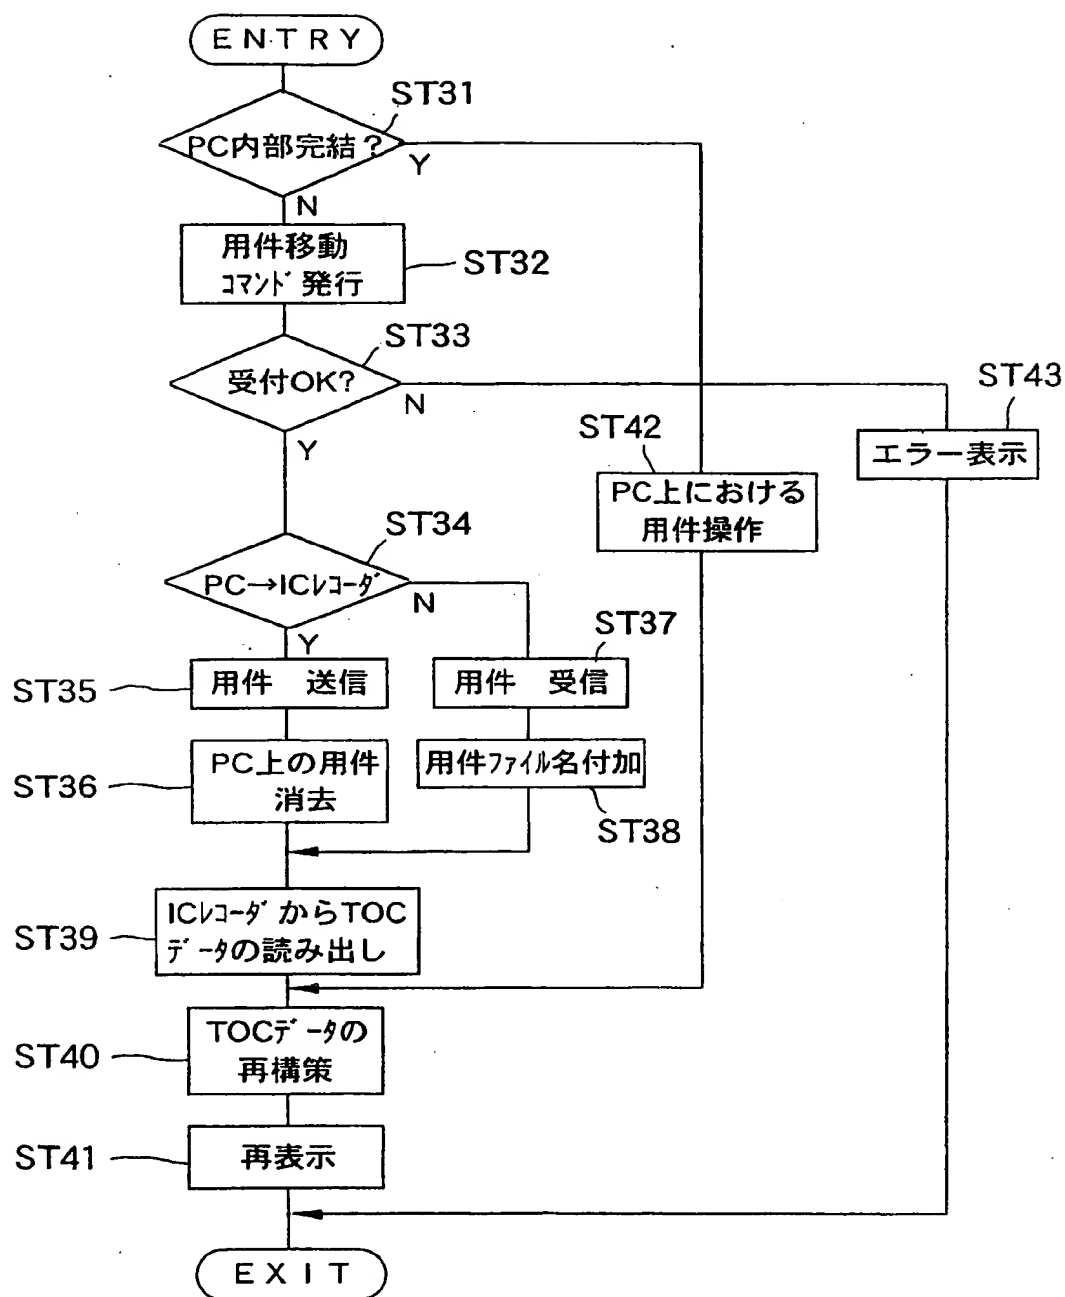 ENTRY
ST31
PC内部完結？
Y
N
用件移動
ｺﾏﾝﾄﾞ発行
ST32
ST33
受付OK?
N
Y
ST43
エラー表示
ST42
PC上における
用件操作
ST34
PC→ICﾚｺｰﾀﾞ
N
Y
ST37
ST35
用件　送信
用件　受信
ST36
PC上の用件
消去
用件ファイル名付加
ST38
ST39
ICﾚｺｰﾀﾞからTOC
ﾃﾞｰﾀの読み出し
ST40
TOCﾃﾞｰﾀの
再構策
ST41
再表示
EXIT